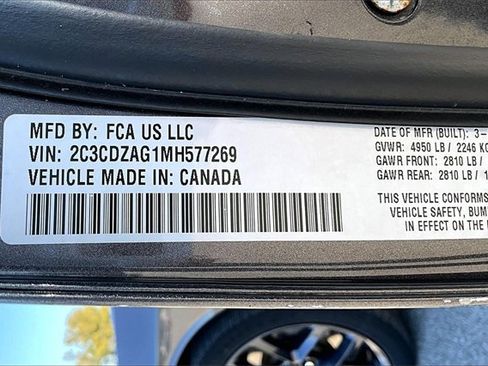 MFD BY: FCA US LLC
VIN: 2C3CDZAG1MH577269
VEHICLE MADE IN: CANADA
DATE OF MFR (BUILT): 3-
GVWR: 4950 LB / 2246 KG
GAWR FRONT: 2810 LB /
GAWR REAR: 2810 LB / 1
THIS VEHICLE CONFORMS
VEHICLE SAFETY, BUM
IN EFFECT ON THE